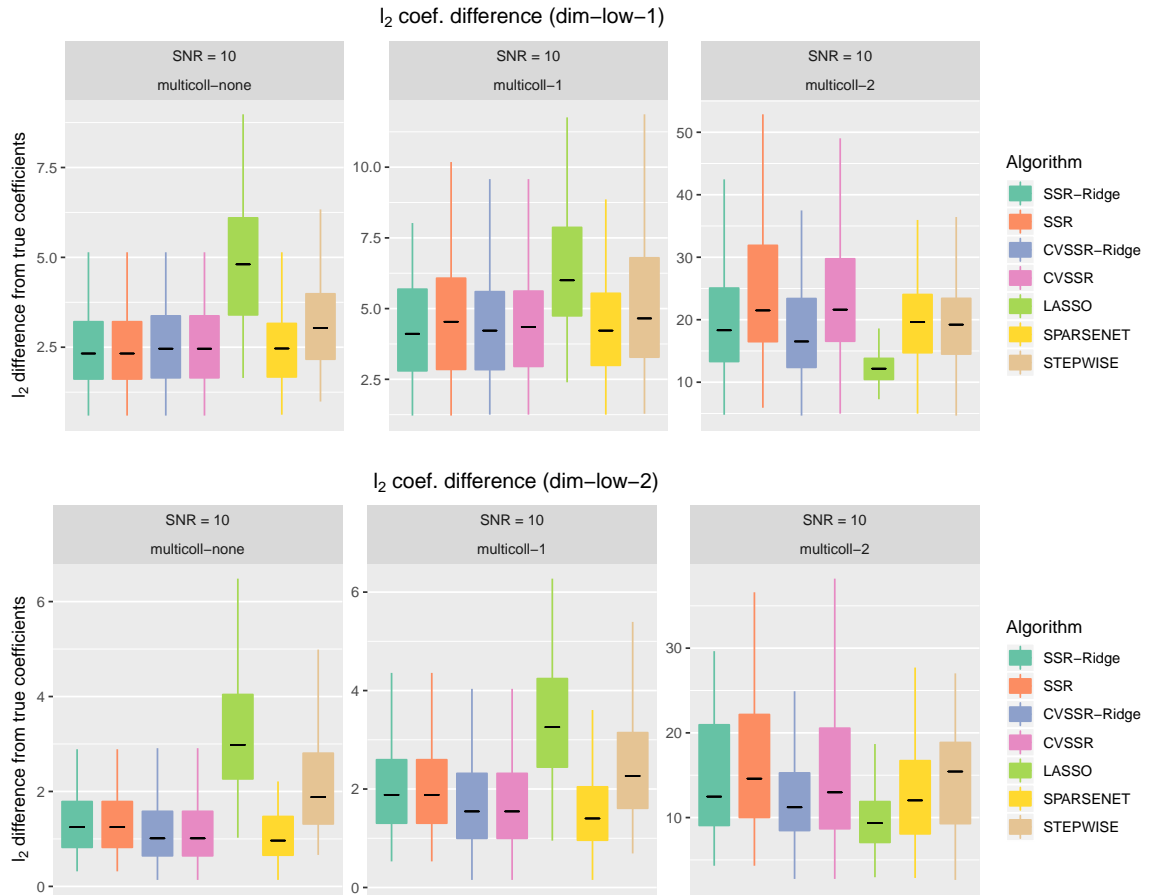 l₂ coef. difference (dim−low−1)
SNR = 10
multicoll−none
SNR = 10
multicoll−1
SNR = 10
multicoll−2
l₂ difference from true coefficients
7.5
5.0
2.5
10.0
7.5
5.0
2.5
50
40
30
20
10
Algorithm
SSR−Ridge
SSR
CVSSR−Ridge
CVSSR
LASSO
SPARSENET
STEPWISE
l₂ coef. difference (dim−low−2)
SNR = 10
multicoll−none
SNR = 10
multicoll−1
SNR = 10
multicoll−2
l₂ difference from true coefficients
6
4
2
0
6
4
2
0
30
20
10
Algorithm
SSR−Ridge
SSR
CVSSR−Ridge
CVSSR
LASSO
SPARSENET
STEPWISE